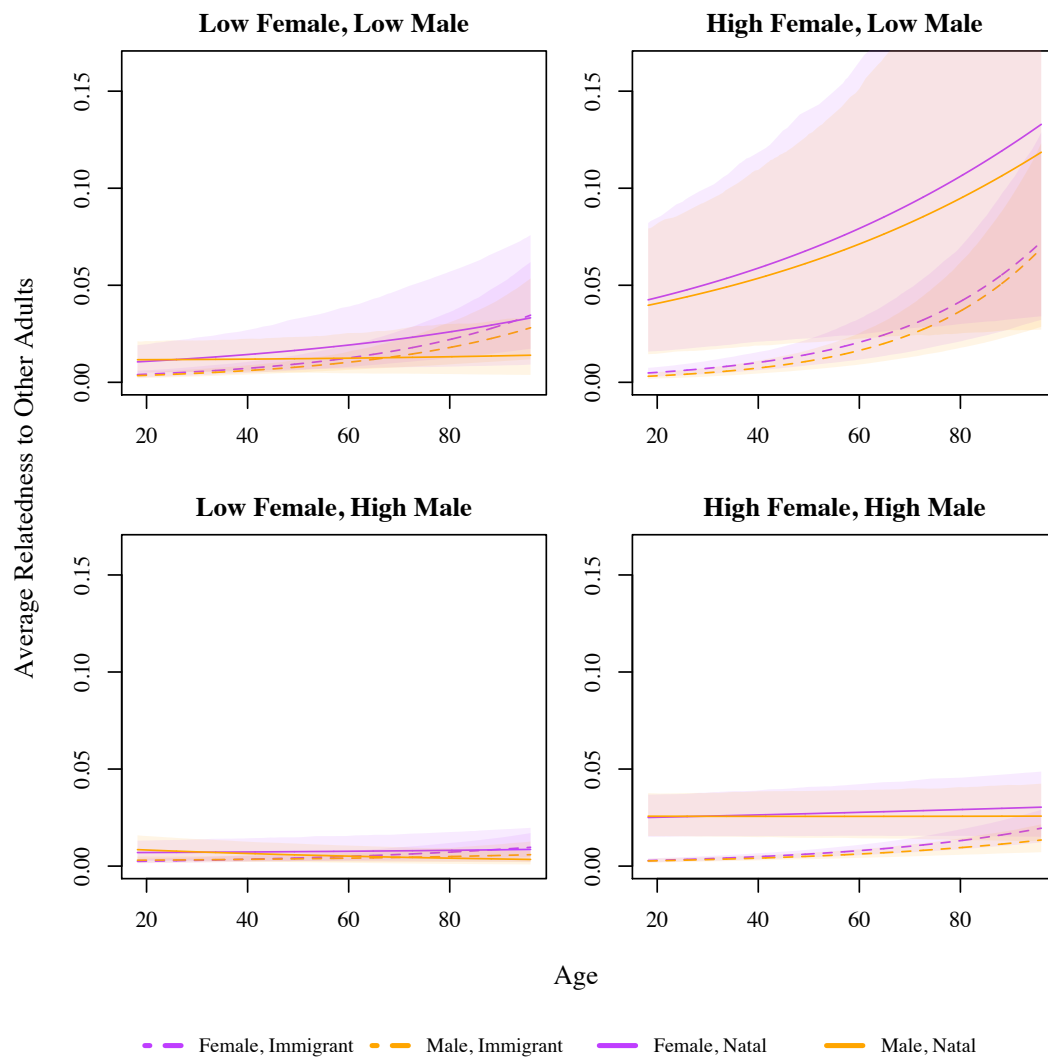 Low Female, Low Male
High Female, Low Male
0.15
0.10
0.05
0.00
20 40 60 80
0.15
0.10
0.05
0.00
20 40 60 80
Low Female, High Male
High Female, High Male
0.15
0.10
0.05
0.00
20 40 60 80
0.15
0.10
0.05
0.00
20 40 60 80
Average Relatedness to Other Adults
Age
Female, Immigrant Male, Immigrant Female, Natal Male, Natal